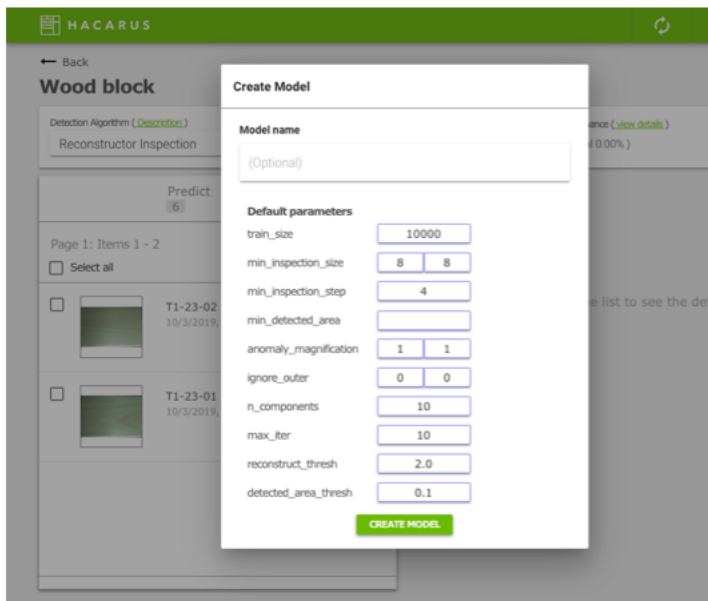 HACARUS
Back
Wood block
Detection Algorithm ( Description )
Reconstructor Inspection
ance ( view details )
0.00% )
Predict
6
Page 1: Items 1 - 2
Select all
T1-23-02
10/3/2019,
T1-23-01
10/3/2019,
e list to see the de
Create Model
Model name
(Optional)
Default parameters
train_size 10000
min_inspection_size 8 8
min_inspection_step 4
min_detected_area
anomaly_magnification 1 1
ignore_outer 0 0
n_components 10
max_iter 10
reconstruct_thresh 2.0
detected_area_thresh 0.1
CREATE MODEL